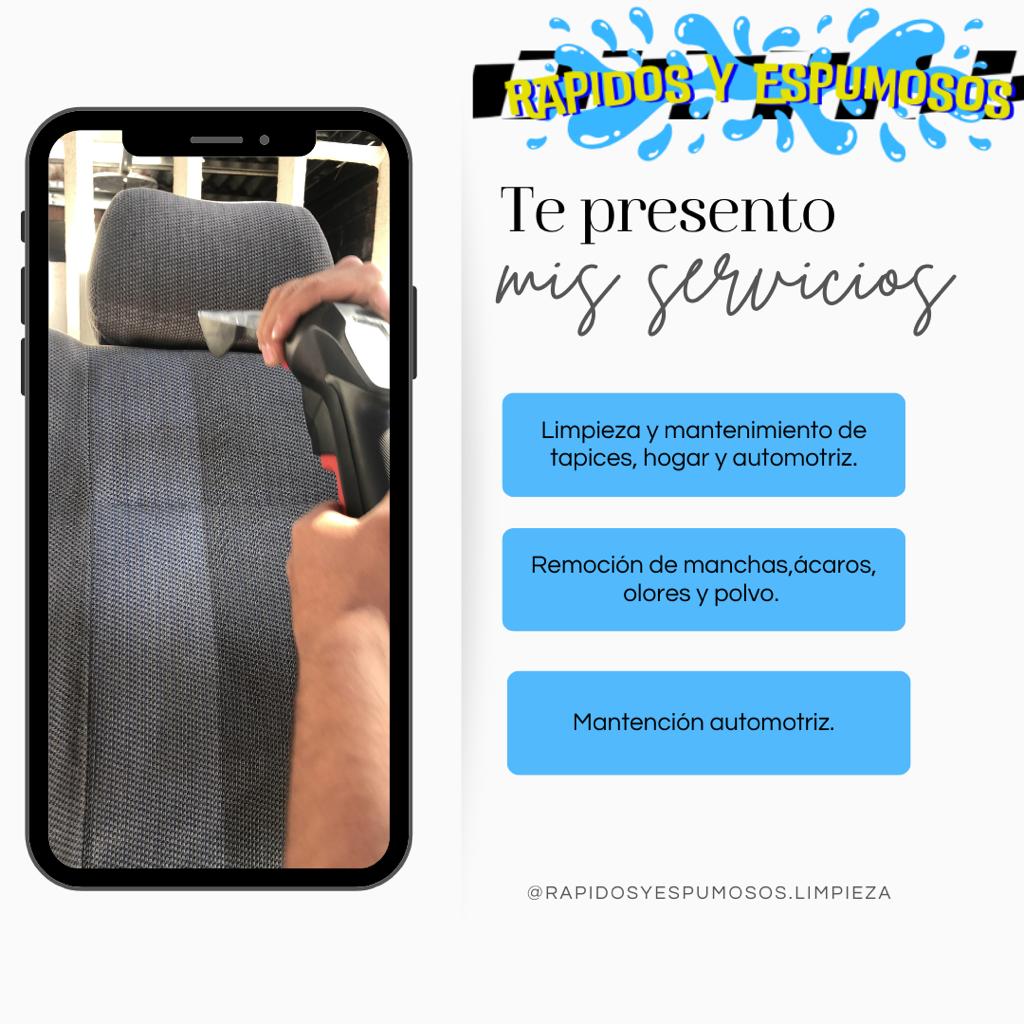 RAPIDOS Y ESPUMOSOS
Te presento
mis servicios
Limpieza y mantenimiento de
tapices, hogar y automotriz.
Remoción de manchas,ácaros,
olores y polvo.
Mantención automotriz.
@RAPIDOSYESPUMOSOS.LIMPIEZA